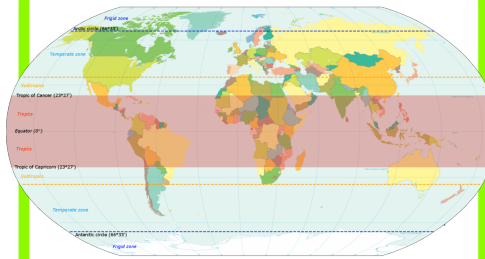 Frigid zone
Arctic circle (66°33')
Temperate zone
Subtropics
Tropic of Cancer (23°27')
Tropics
Equator (0°)
Tropics
Tropic of Capricorn (23°27')
Subtropics
Temperate zone
Antarctic circle (66°33')
Frigid zone